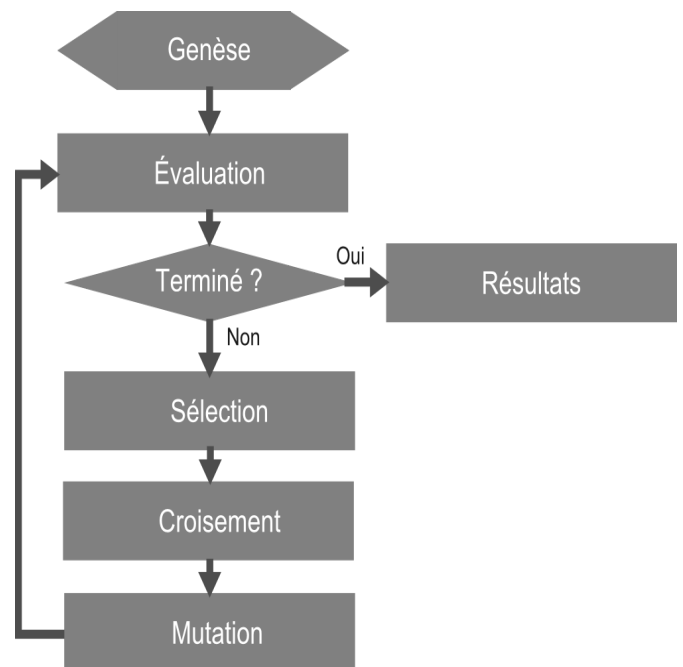 Genèse
Évaluation
Terminé ?
Oui
Résultats
Non
Sélection
Croisement
Mutation